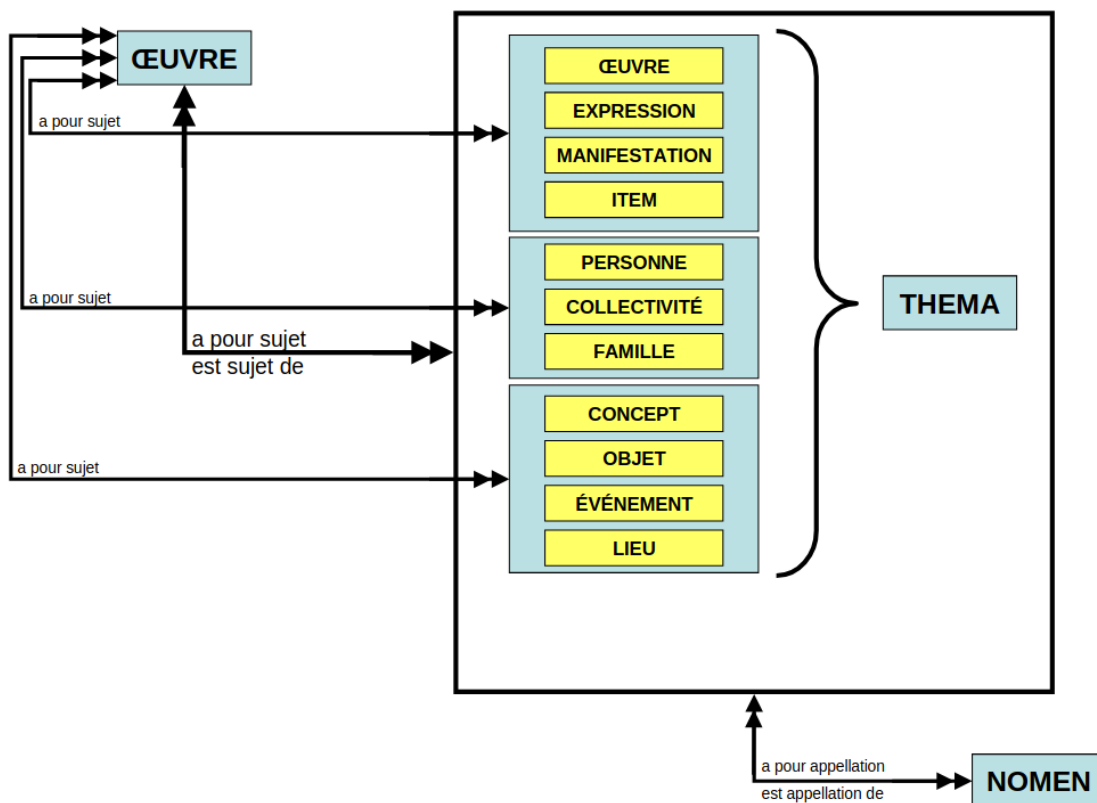 ŒUVRE
a pour sujet
a pour sujet
a pour sujet
est sujet de
a pour sujet
ŒUVRE
EXPRESSION
MANIFESTATION
ITEM
PERSONNE
COLLECTIVITÉ
FAMILLE
CONCEPT
OBJET
ÉVÉNEMENT
LIEU
THEMA
a pour appellation
est appellation de
NOMEN